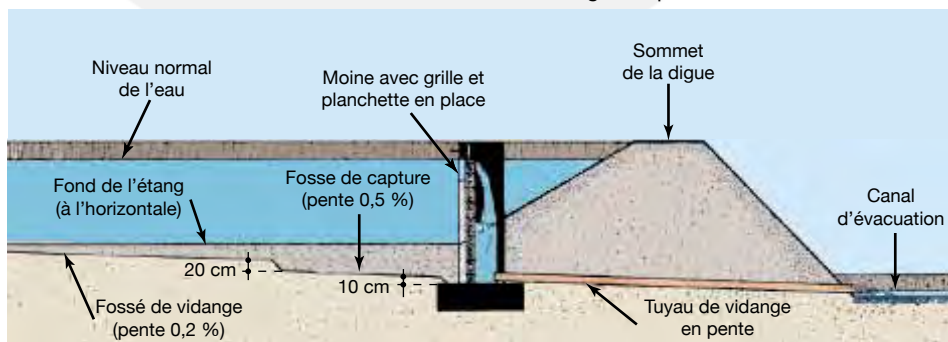 Sommet
de la digue
Niveau normal
de l'eau
Moine avec grille et
planchette en place
Fond de l'étang
(à l'horizontale)
Fosse de capture
(pente 0,5 %)
Canal
d'évacuation
20 cm
10 cm
Fossé de vidange
(pente 0,2 %)
Tuyau de vidange
en pente